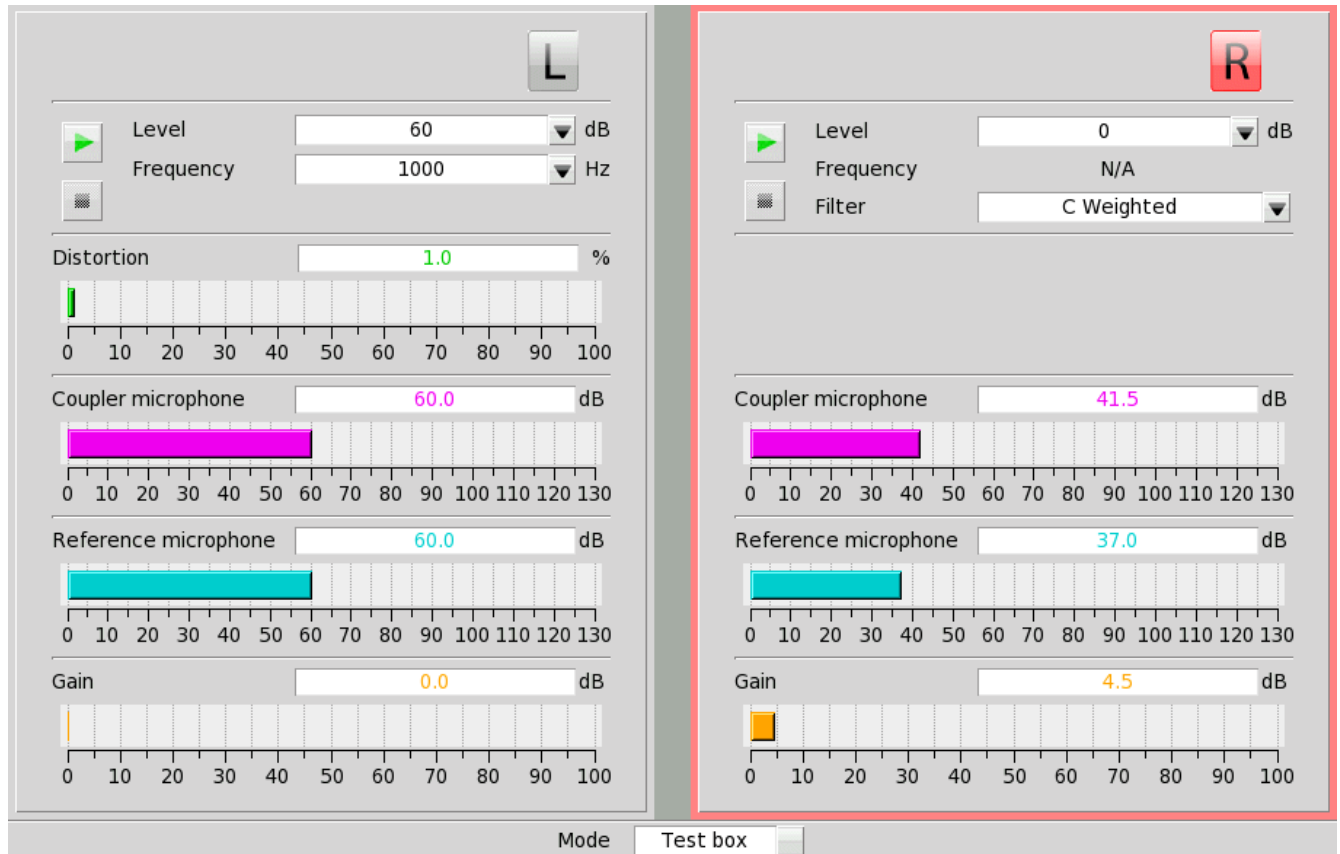 L
Level 60 dB
Frequency 1000 Hz
Distortion 1.0 %
0 10 20 30 40 50 60 70 80 90 100
Coupler microphone 60.0 dB
0 10 20 30 40 50 60 70 80 90 100 110 120 130
Reference microphone 60.0 dB
0 10 20 30 40 50 60 70 80 90 100 110 120 130
Gain 0.0 dB
0 10 20 30 40 50 60 70 80 90 100
R
Level 0 dB
Frequency N/A
Filter C Weighted
Coupler microphone 41.5 dB
0 10 20 30 40 50 60 70 80 90 100 110 120 130
Reference microphone 37.0 dB
0 10 20 30 40 50 60 70 80 90 100 110 120 130
Gain 4.5 dB
0 10 20 30 40 50 60 70 80 90 100
Mode Test box